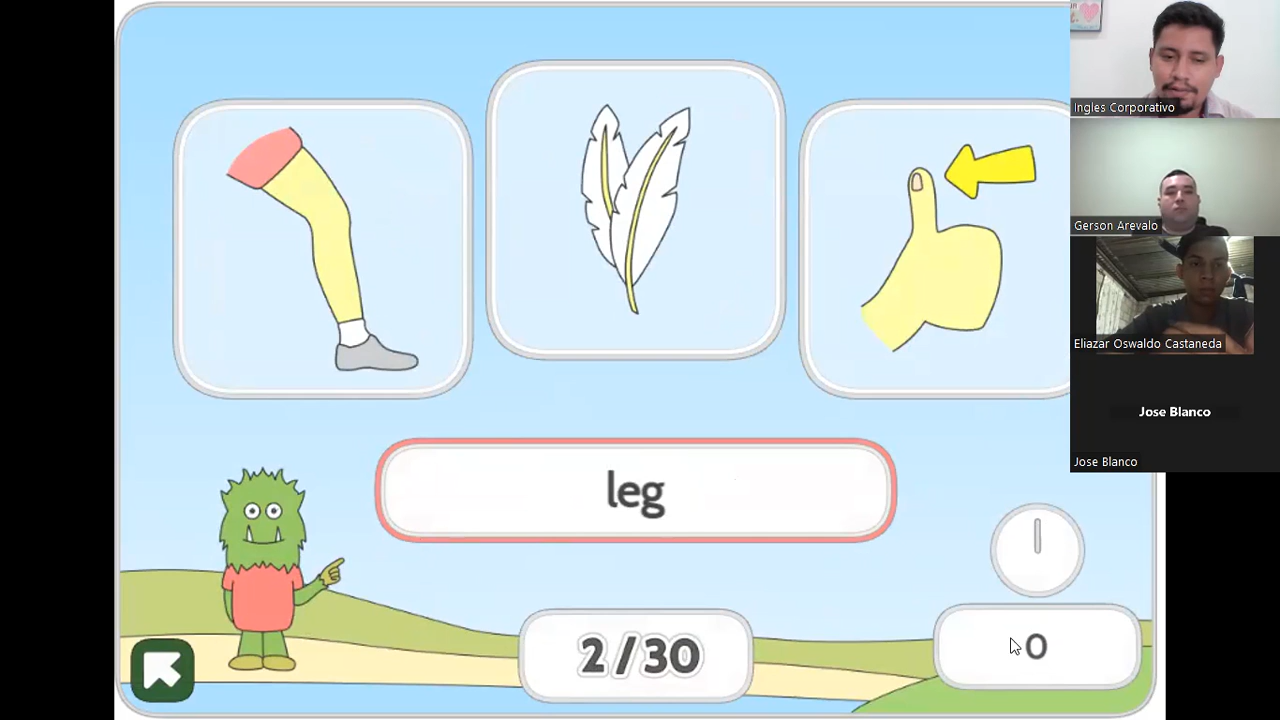 leg
2/30
0
Ingles Corporativo
Gerson Arevalo
Eliazar Oswaldo Castaneda
Jose Blanco
Jose Blanco